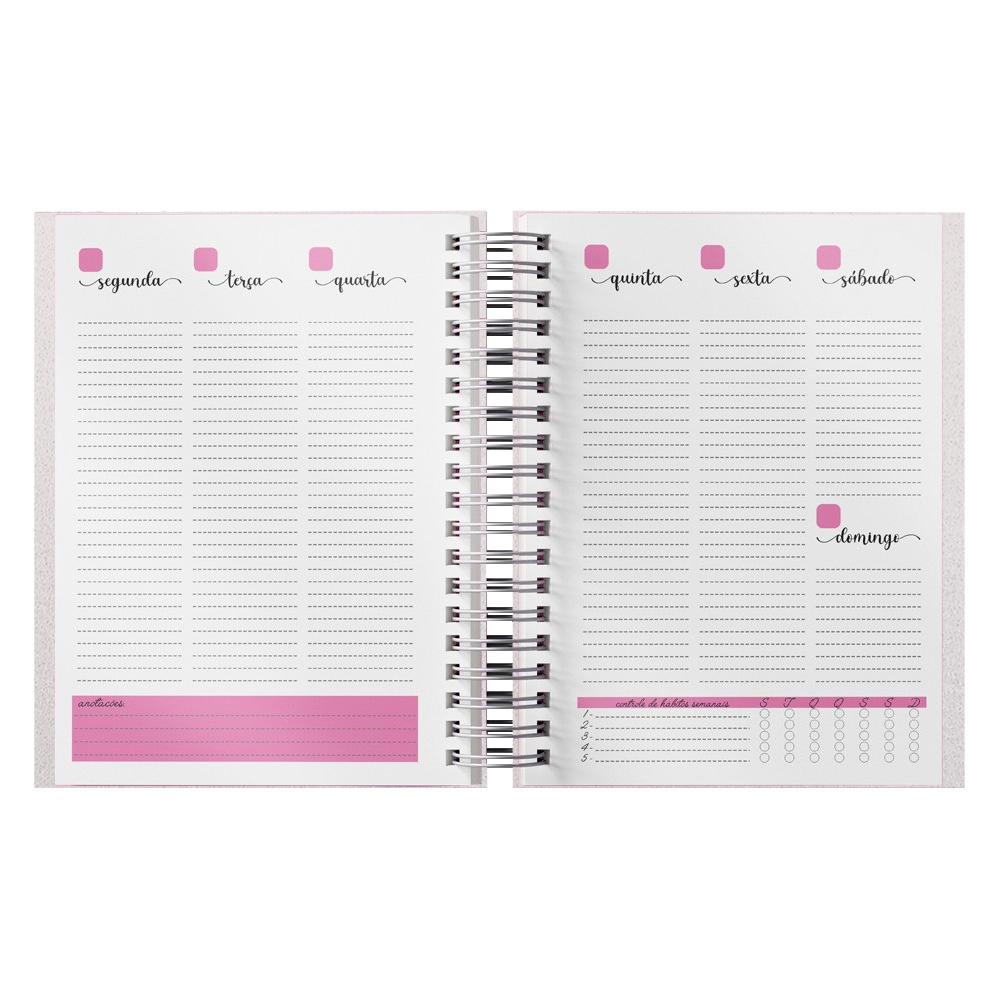 segunda
terça
quarta
anotações:
quinta
sexta
sábado
domingo
controle de hábitos semanais S T Q Q S S D
1-
2-
3-
4-
5-